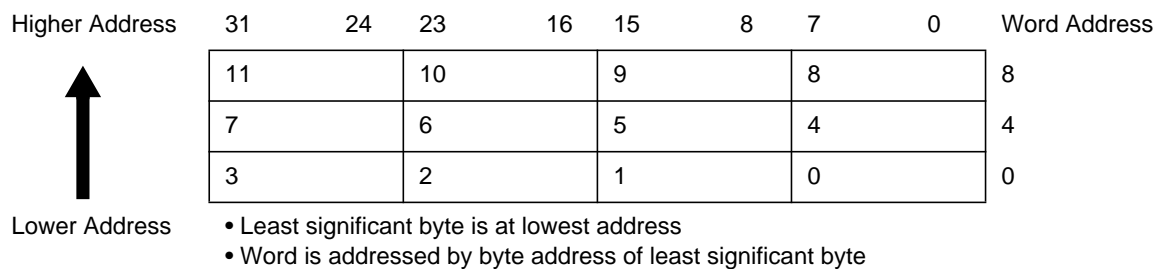 Higher Address 31 24 23 16 15 8 7 0 Word Address
11 10 9 8 8
7 6 5 4 4
3 2 1 0 0
Lower Address • Least significant byte is at lowest address
• Word is addressed by byte address of least significant byte